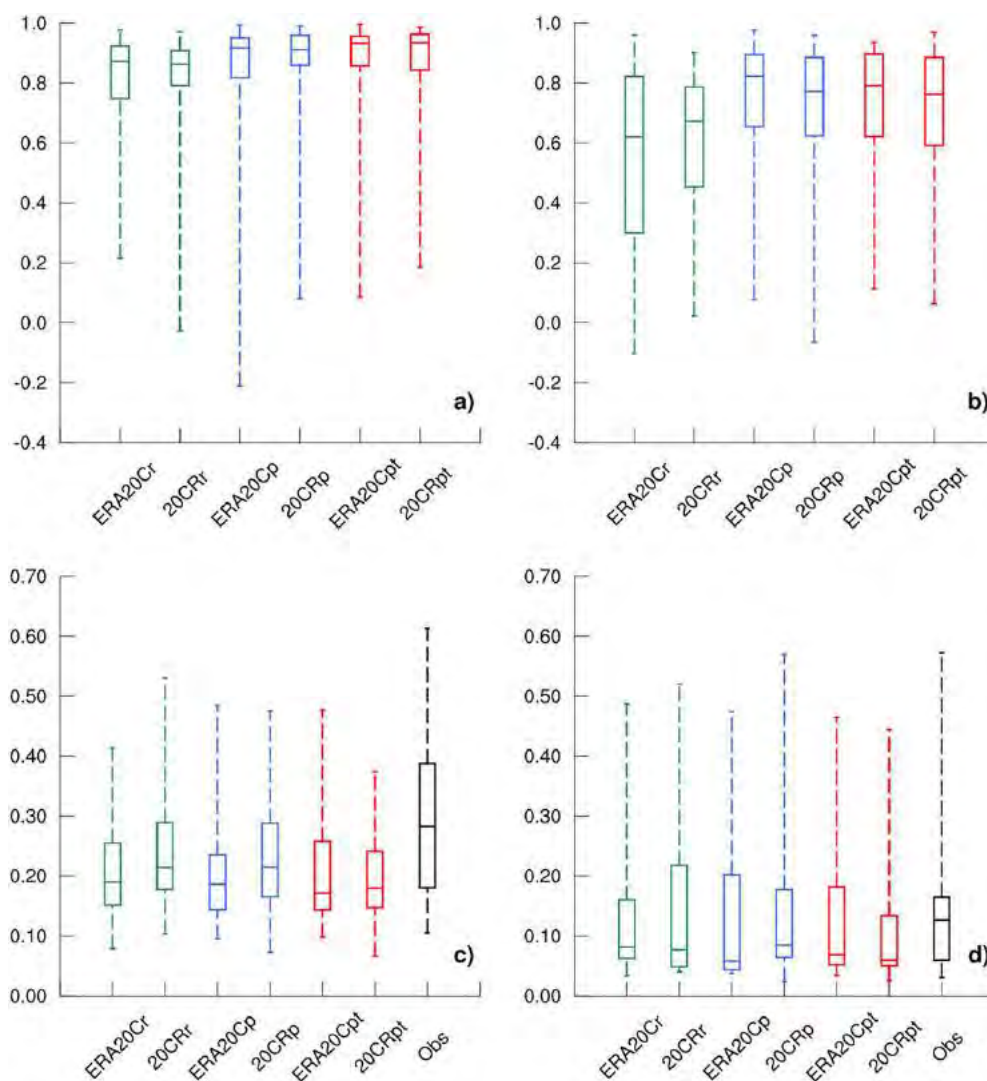 1.0
0.8
0.6
0.4
0.2
0.0
-0.2
-0.4
a)
ERA20Cr
20CRr
ERA20Cp
20CRp
ERA20Cpt
20CRpt
1.0
0.8
0.6
0.4
0.2
0.0
-0.2
-0.4
b)
ERA20Cr
20CRr
ERA20Cp
20CRp
ERA20Cpt
20CRpt
0.70
0.60
0.50
0.40
0.30
0.20
0.10
0.00
c)
ERA20Cr
20CRr
ERA20Cp
20CRp
ERA20Cpt
20CRpt
Obs
0.70
0.60
0.50
0.40
0.30
0.20
0.10
0.00
d)
ERA20Cr
20CRr
ERA20Cp
20CRp
ERA20Cpt
20CRpt
Obs